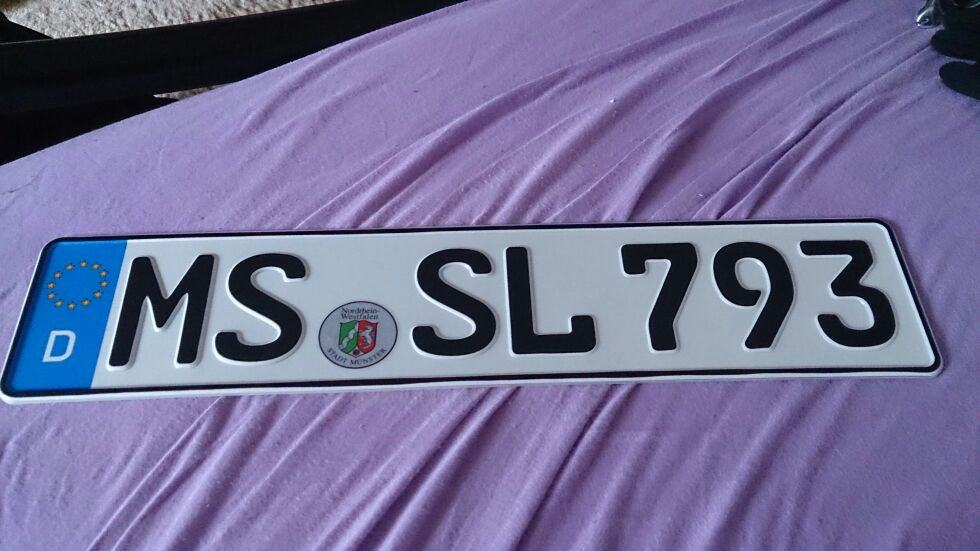 D MS SL 793
Nordrhein-
Westfalen
STADT MÜNSTER